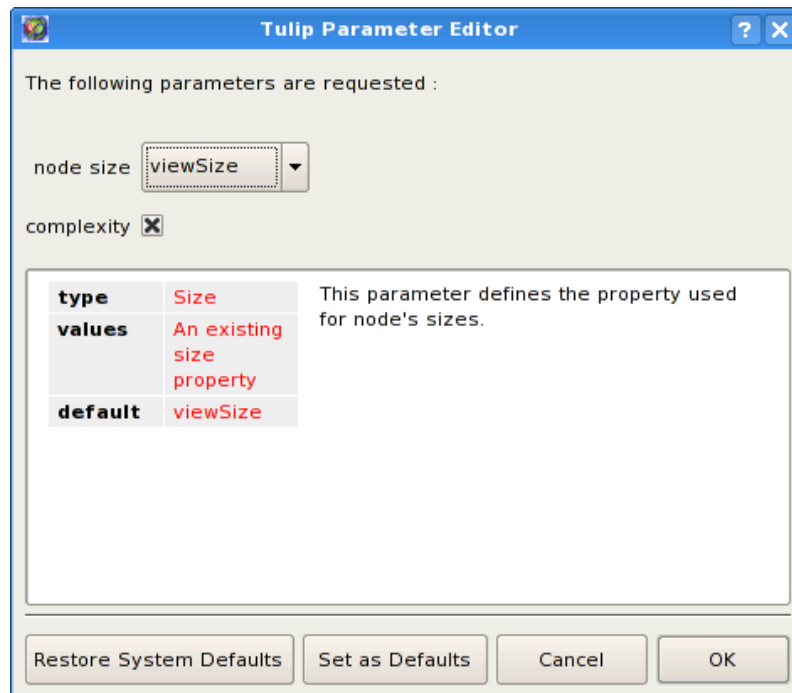 Tulip Parameter Editor
The following parameters are requested :
node size viewSize
complexity
type Size
values An existing
size
property
default viewSize
This parameter defines the property used
for node's sizes.
Restore System Defaults Set as Defaults Cancel OK